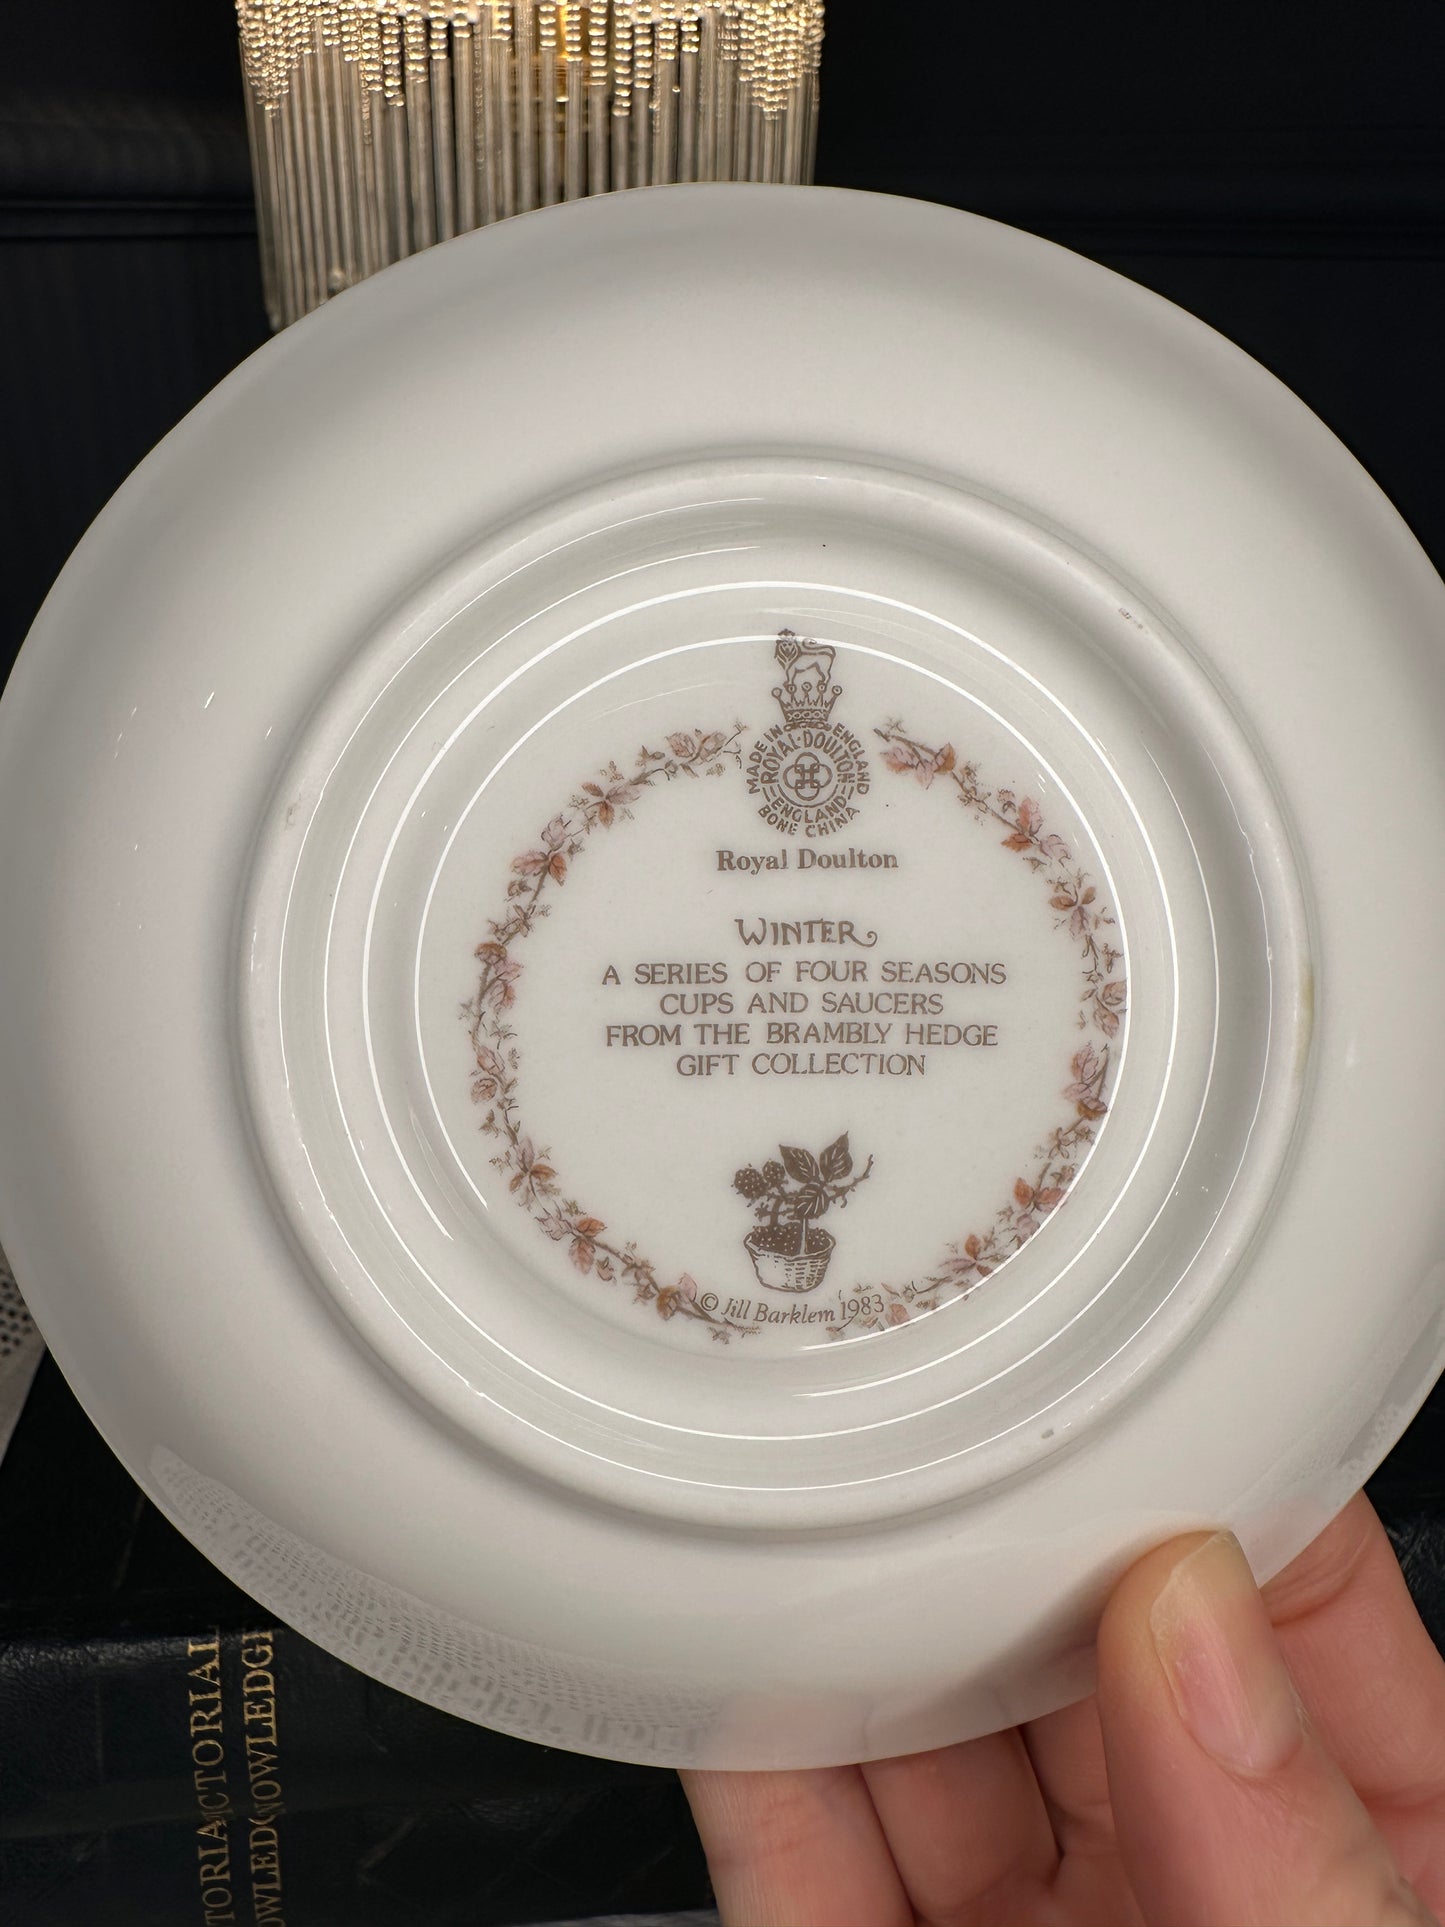 MADE IN ENGLAND
ROYAL·DOULTON
ENGLAND
BONE CHINA
Royal Doulton
WINTER
A SERIES OF FOUR SEASONS
CUPS AND SAUCERS
FROM THE BRAMBLY HEDGE
GIFT COLLECTION
© Jill Barklem 1983